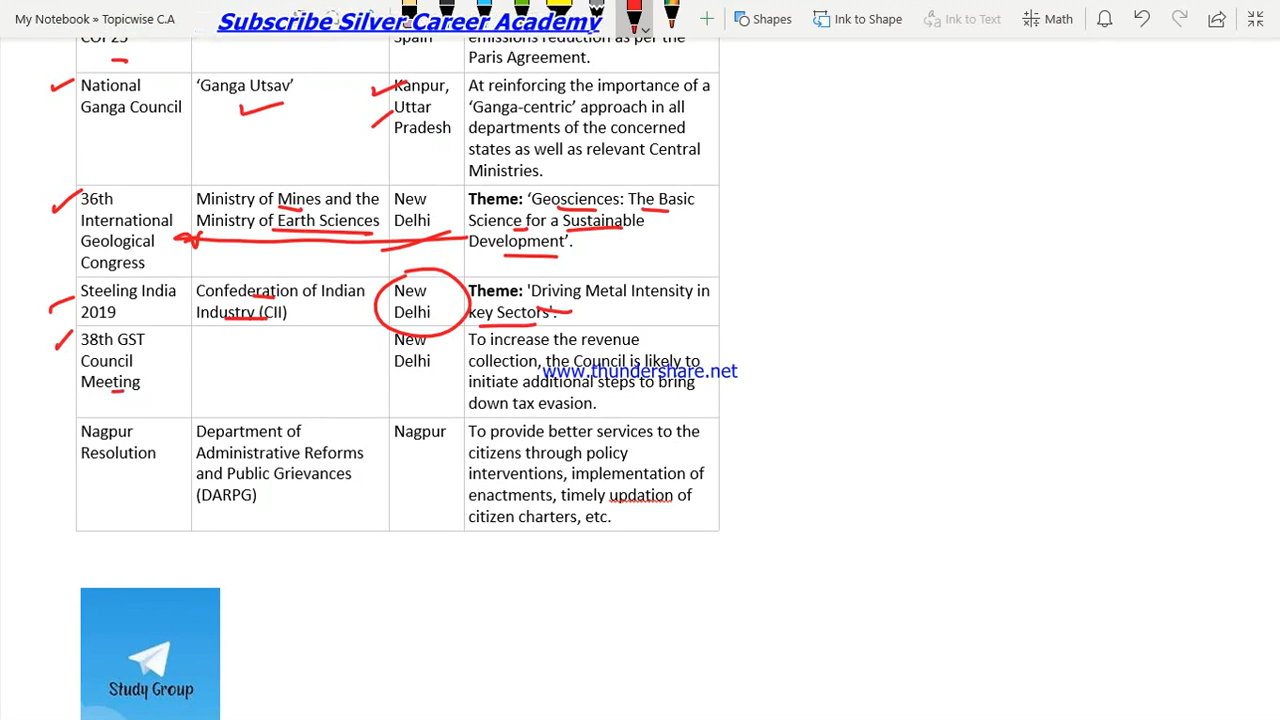 My Notebook » Topicwise C.A
Subscribe Silver Career Academy
Shapes
Ink to Shape
Ink to Text
Math
Spain
emissions reduction as per the
Paris Agreement.
National
Ganga Council
‘Ganga Utsav’
Kanpur,
Uttar
Pradesh
At reinforcing the importance of a
‘Ganga-centric’ approach in all
departments of the concerned
states as well as relevant Central
Ministries.
36th
International
Geological
Congress
Ministry of Mines and the
Ministry of Earth Sciences
New
Delhi
Theme: ‘Geosciences: The Basic
Science for a Sustainable
Development’.
Steeling India
2019
Confederation of Indian
Industry (CII)
New
Delhi
Theme: 'Driving Metal Intensity in
key Sectors'.
38th GST
Council
Meeting
New
Delhi
To increase the revenue
collection, the Council is likely to
initiate additional steps to bring
down tax evasion.
www.thundershare.net
Nagpur
Resolution
Department of
Administrative Reforms
and Public Grievances
(DARPG)
Nagpur
To provide better services to the
citizens through policy
interventions, implementation of
enactments, timely updation of
citizen charters, etc.
Study Group